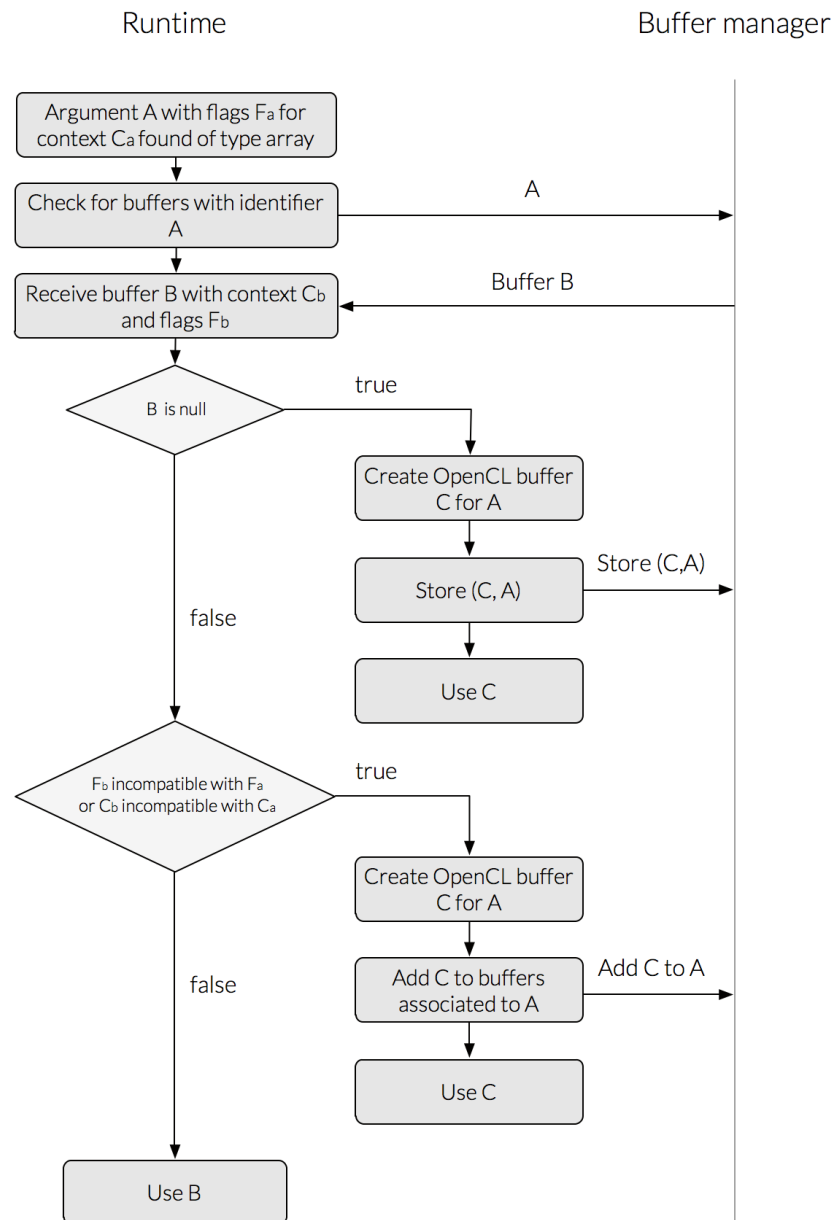 Runtime
Buffer manager
Argument A with flags Fa for
context Ca found of type array
A
Check for buffers with identifier
A
Buffer B
Receive buffer B with context Cb
and flags Fb
true
B is null
Create OpenCL buffer
C for A
Store (C,A)
Store (C, A)
false
Use C
true
Fb incompatible with Fa
or Cb incompatible with Ca
Create OpenCL buffer
C for A
Add C to A
Add C to buffers
associated to A
false
Use C
Use B